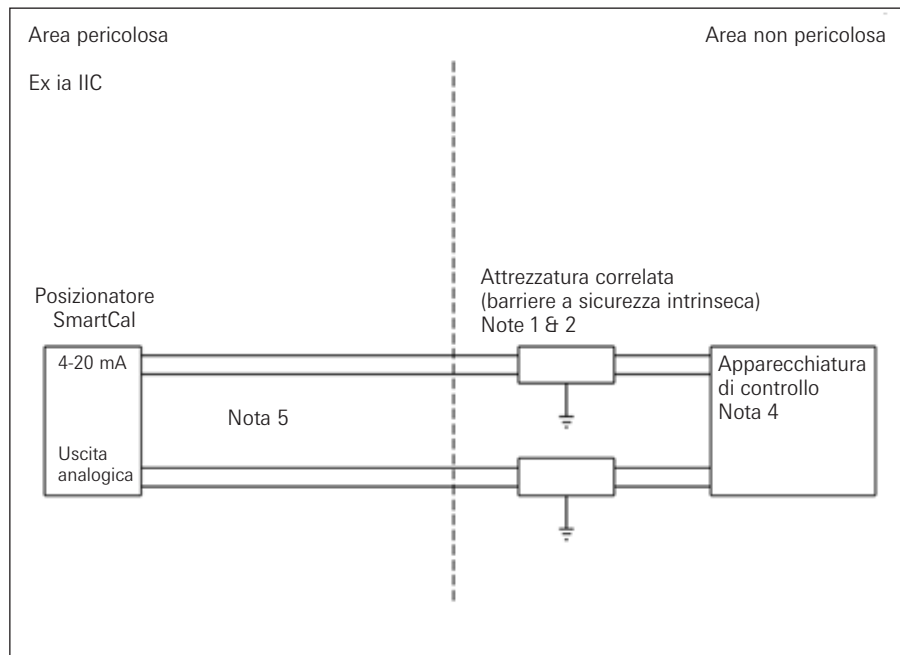 Area pericolosa
Area non pericolosa
Ex ia IIC
Attrezzatura correlata
(barriere a sicurezza intrinseca)
Note 1 & 2
Posizionatore
SmartCal
4-20 mA
Apparecchiatura
di controllo
Nota 4
Nota 5
Uscita
analogica